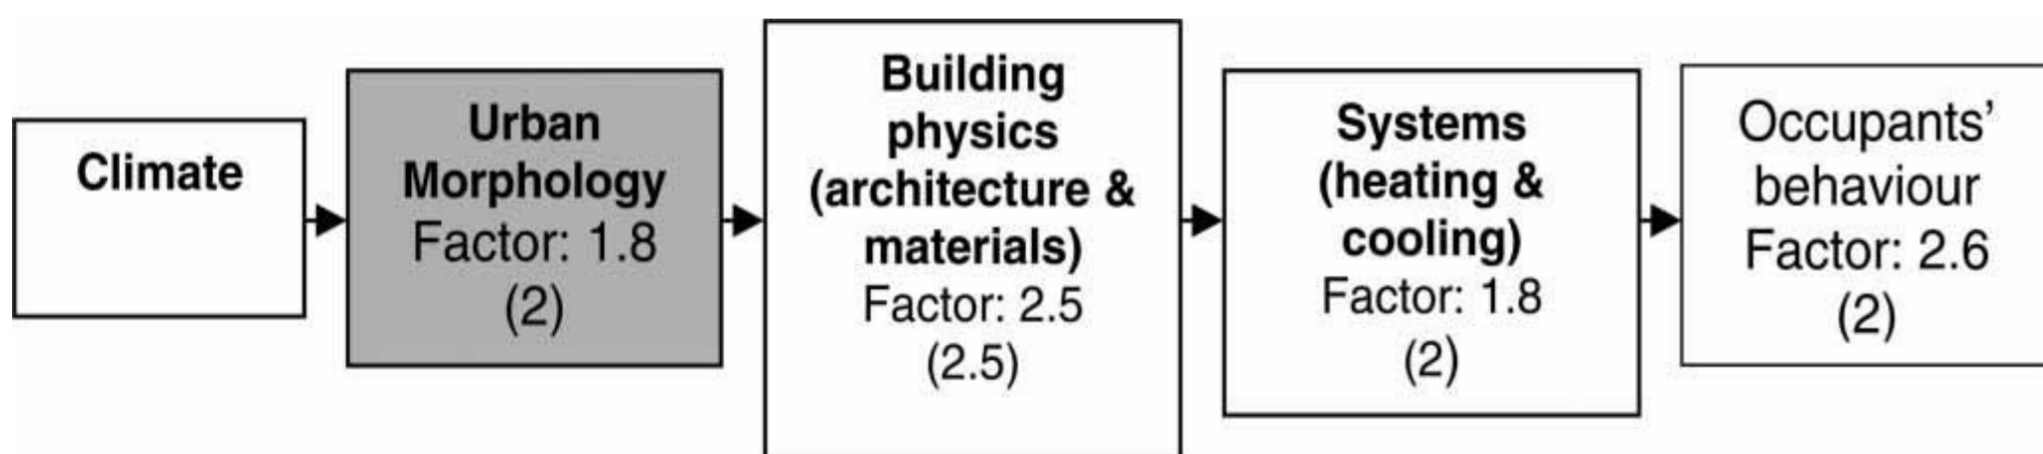 Climate
Urban
Morphology
Factor: 1.8
(2)
Building
physics
(architecture &
materials)
Factor: 2.5
(2.5)
Systems
(heating &
cooling)
Factor: 1.8
(2)
Occupants’
behaviour
Factor: 2.6
(2)